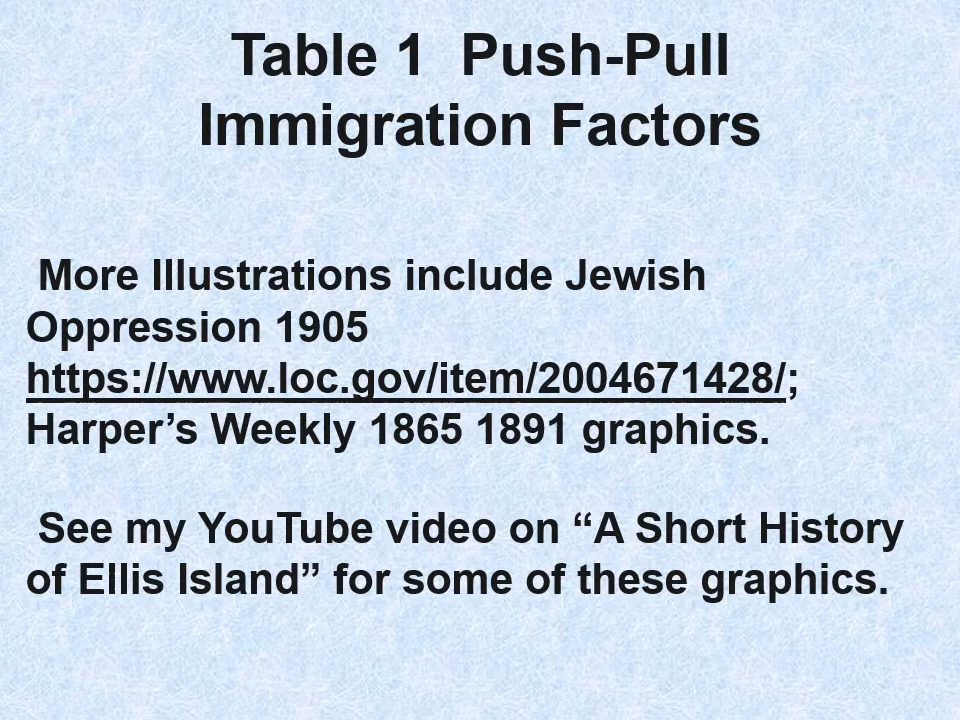 Table 1  Push-Pull
Immigration Factors
More Illustrations include Jewish
Oppression 1905
https://www.loc.gov/item/2004671428/;
Harper’s Weekly 1865 1891 graphics.
See my YouTube video on “A Short History
of Ellis Island” for some of these graphics.